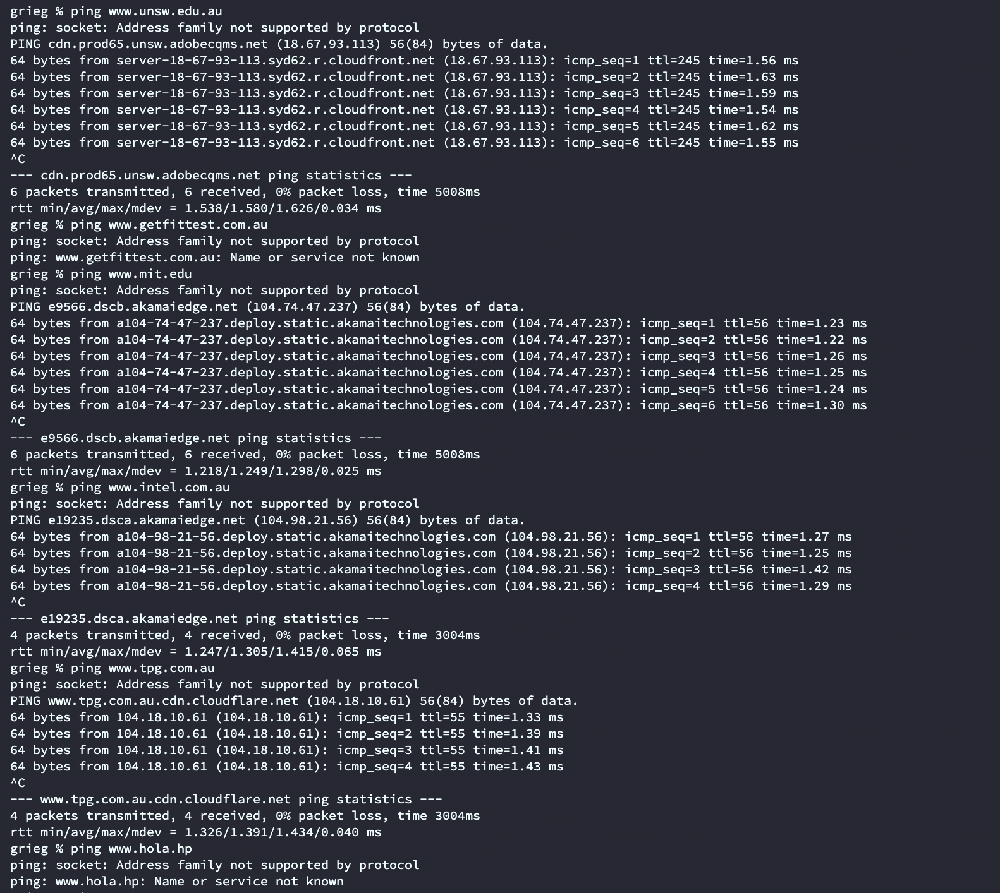 grieg % ping www.unsw.edu.au
ping: socket: Address family not supported by protocol
PING cdn.prod65.unsw.adobecqms.net (18.67.93.113) 56(84) bytes of data.
64 bytes from server-18-67-93-113.syd62.r.cloudfront.net (18.67.93.113): icmp_seq=1 ttl=245 time=1.56 ms
64 bytes from server-18-67-93-113.syd62.r.cloudfront.net (18.67.93.113): icmp_seq=2 ttl=245 time=1.63 ms
64 bytes from server-18-67-93-113.syd62.r.cloudfront.net (18.67.93.113): icmp_seq=3 ttl=245 time=1.59 ms
64 bytes from server-18-67-93-113.syd62.r.cloudfront.net (18.67.93.113): icmp_seq=4 ttl=245 time=1.54 ms
64 bytes from server-18-67-93-113.syd62.r.cloudfront.net (18.67.93.113): icmp_seq=5 ttl=245 time=1.62 ms
64 bytes from server-18-67-93-113.syd62.r.cloudfront.net (18.67.93.113): icmp_seq=6 ttl=245 time=1.55 ms
^C
--- cdn.prod65.unsw.adobecqms.net ping statistics ---
6 packets transmitted, 6 received, 0% packet loss, time 5008ms
rtt min/avg/max/mdev = 1.538/1.580/1.626/0.034 ms
grieg % ping www.getfittest.com.au
ping: socket: Address family not supported by protocol
ping: www.getfittest.com.au: Name or service not known
grieg % ping www.mit.edu
ping: socket: Address family not supported by protocol
PING e9566.dscb.akamaiedge.net (104.74.47.237) 56(84) bytes of data.
64 bytes from a104-74-47-237.deploy.static.akamaitechnologies.com (104.74.47.237): icmp_seq=1 ttl=56 time=1.23 ms
64 bytes from a104-74-47-237.deploy.static.akamaitechnologies.com (104.74.47.237): icmp_seq=2 ttl=56 time=1.22 ms
64 bytes from a104-74-47-237.deploy.static.akamaitechnologies.com (104.74.47.237): icmp_seq=3 ttl=56 time=1.26 ms
64 bytes from a104-74-47-237.deploy.static.akamaitechnologies.com (104.74.47.237): icmp_seq=4 ttl=56 time=1.25 ms
64 bytes from a104-74-47-237.deploy.static.akamaitechnologies.com (104.74.47.237): icmp_seq=5 ttl=56 time=1.24 ms
64 bytes from a104-74-47-237.deploy.static.akamaitechnologies.com (104.74.47.237): icmp_seq=6 ttl=56 time=1.30 ms
^C
--- e9566.dscb.akamaiedge.net ping statistics ---
6 packets transmitted, 6 received, 0% packet loss, time 5008ms
rtt min/avg/max/mdev = 1.218/1.249/1.298/0.025 ms
grieg % ping www.intel.com.au
ping: socket: Address family not supported by protocol
PING e19235.dsca.akamaiedge.net (104.98.21.56) 56(84) bytes of data.
64 bytes from a104-98-21-56.deploy.static.akamaitechnologies.com (104.98.21.56): icmp_seq=1 ttl=56 time=1.27 ms
64 bytes from a104-98-21-56.deploy.static.akamaitechnologies.com (104.98.21.56): icmp_seq=2 ttl=56 time=1.25 ms
64 bytes from a104-98-21-56.deploy.static.akamaitechnologies.com (104.98.21.56): icmp_seq=3 ttl=56 time=1.42 ms
64 bytes from a104-98-21-56.deploy.static.akamaitechnologies.com (104.98.21.56): icmp_seq=4 ttl=56 time=1.29 ms
^C
--- e19235.dsca.akamaiedge.net ping statistics ---
4 packets transmitted, 4 received, 0% packet loss, time 3004ms
rtt min/avg/max/mdev = 1.247/1.305/1.415/0.065 ms
grieg % ping www.tpg.com.au
ping: socket: Address family not supported by protocol
PING www.tpg.com.au.cdn.cloudflare.net (104.18.10.61) 56(84) bytes of data.
64 bytes from 104.18.10.61 (104.18.10.61): icmp_seq=1 ttl=55 time=1.33 ms
64 bytes from 104.18.10.61 (104.18.10.61): icmp_seq=2 ttl=55 time=1.39 ms
64 bytes from 104.18.10.61 (104.18.10.61): icmp_seq=3 ttl=55 time=1.41 ms
64 bytes from 104.18.10.61 (104.18.10.61): icmp_seq=4 ttl=55 time=1.43 ms
^C
--- www.tpg.com.au.cdn.cloudflare.net ping statistics ---
4 packets transmitted, 4 received, 0% packet loss, time 3004ms
rtt min/avg/max/mdev = 1.326/1.391/1.434/0.040 ms
grieg % ping www.hola.hp
ping: socket: Address family not supported by protocol
ping: www.hola.hp: Name or service not known